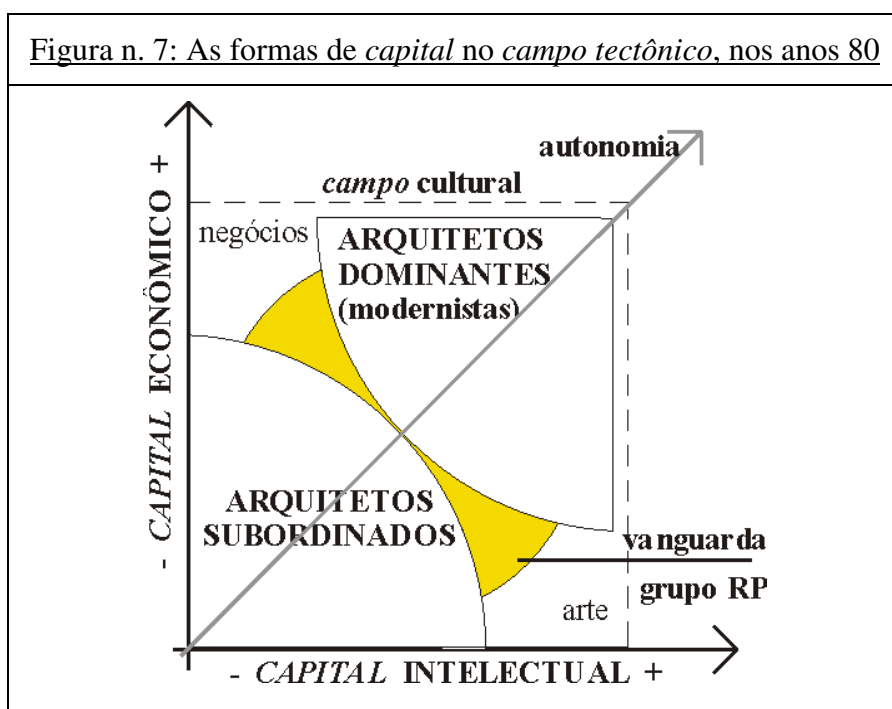 Figura n. 7: As formas de capital no campo tectônico, nos anos 80
autonomia
campo cultural
negócios
ARQUITETOS
DOMINANTES
(modernistas)
- CAPITAL ECONÔMICO +
ARQUITETOS
SUBORDINADOS
vanguarda
grupo RP
arte
- CAPITAL INTELECTUAL +